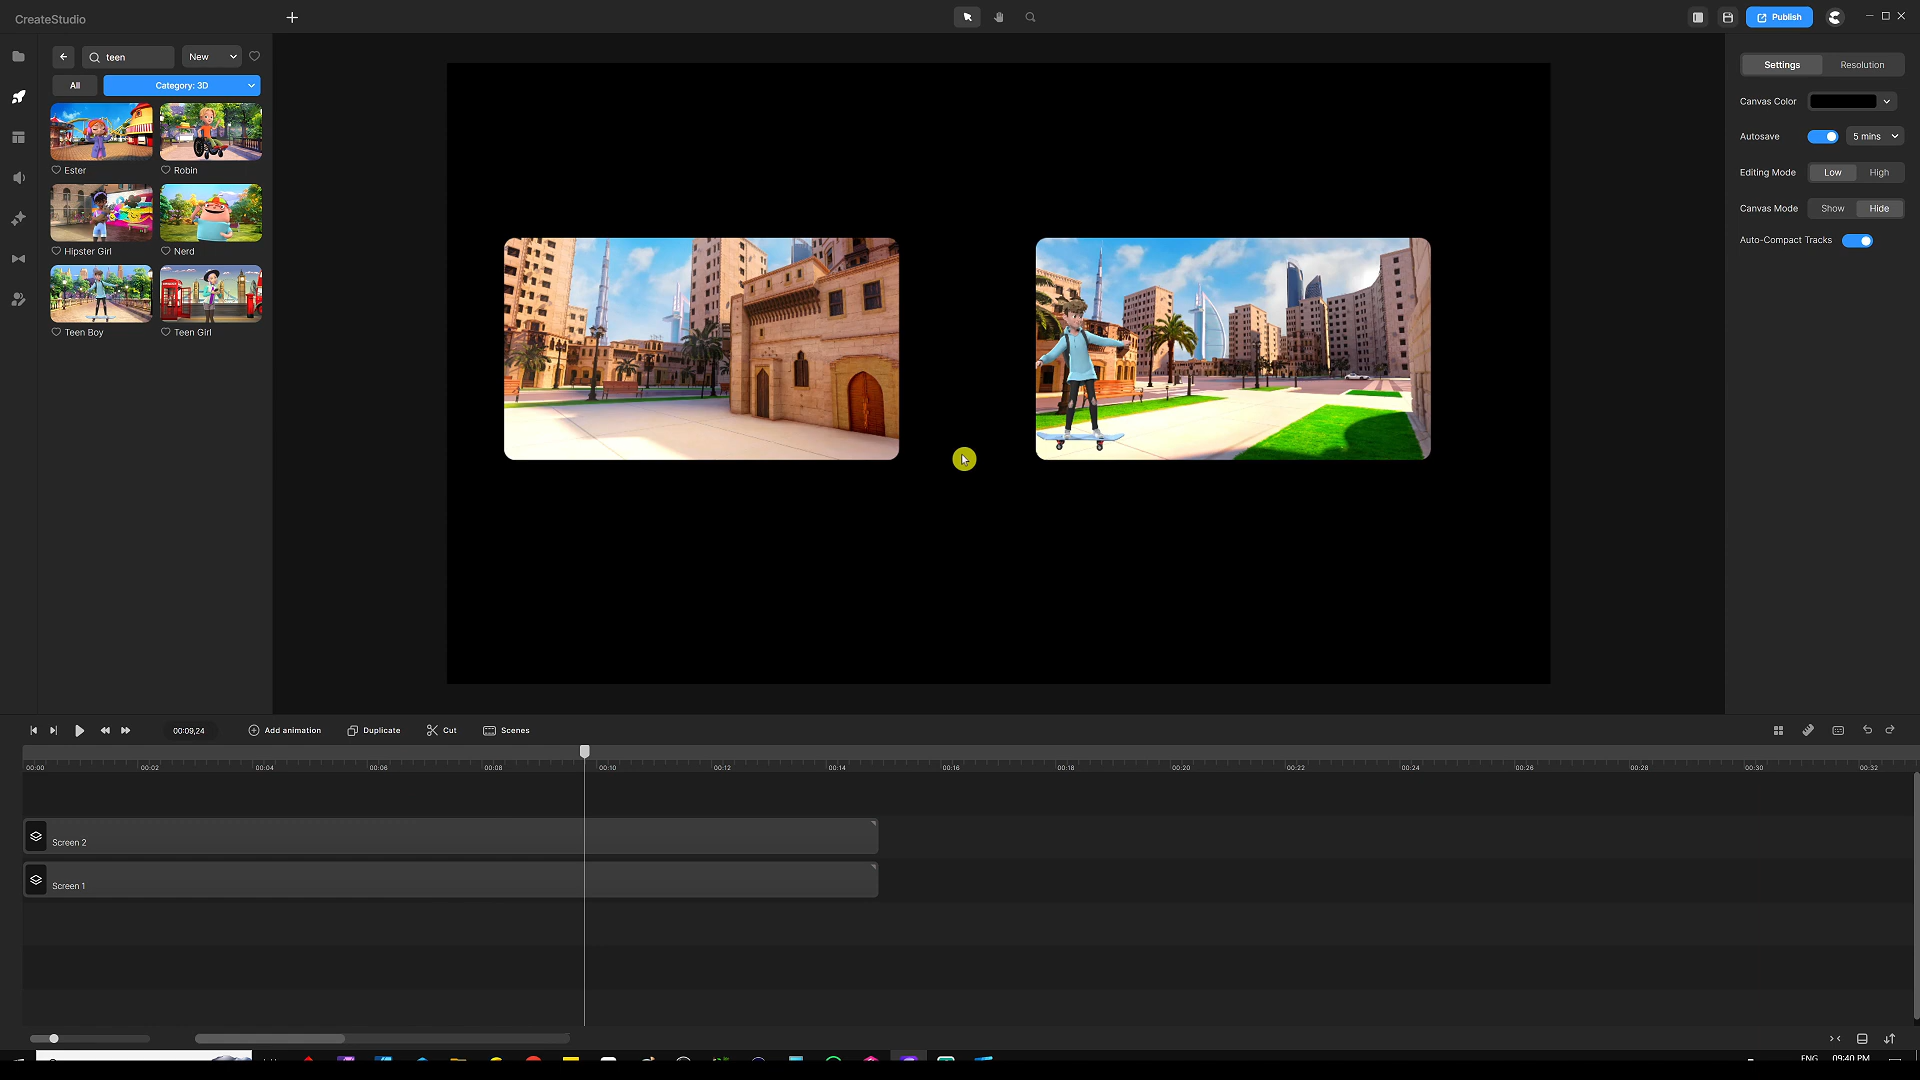 CreateStudio
Publish
teen
New
All
Category: 3D
Ester
Robin
Hipster Girl
Nerd
Teen Boy
Teen Girl
Settings
Resolution
Canvas Color
Autosave
5 mins
Editing Mode
Low
High
Canvas Mode
Show
Hide
Auto-Compact Tracks
00:09,24
Add animation
Duplicate
Cut
Scenes
00:00
00:02
00:04
00:06
00:08
00:10
00:12
00:14
00:16
00:18
00:20
00:22
00:24
00:26
00:28
00:30
00:32
Screen 2
Screen 1
ENG
09:40 PM